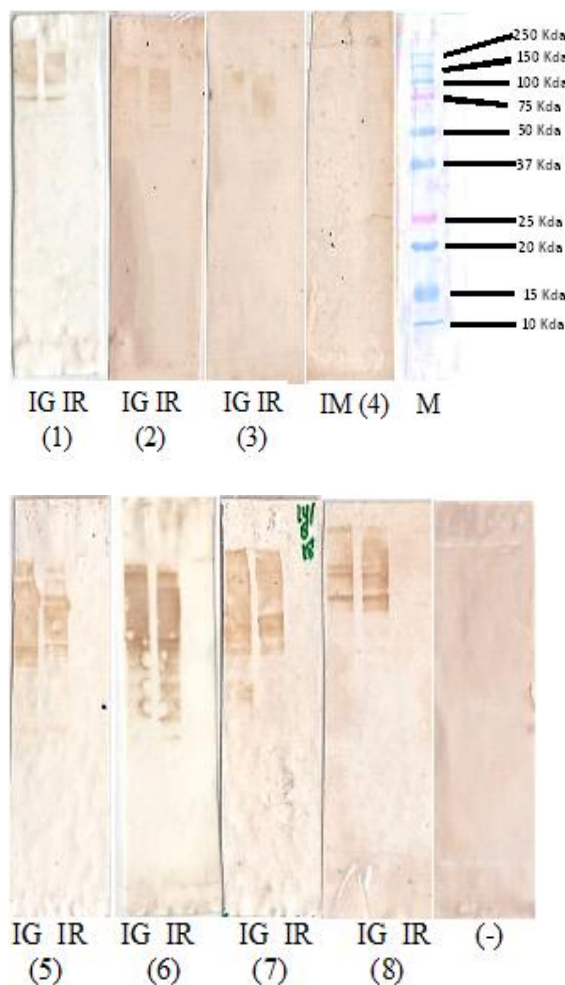 250 Kda
150 Kda
100 Kda
75 Kda
50 Kda
37 Kda
25 Kda
20 Kda
15 Kda
10 Kda
IG IR IG IR IG IR IM (4) M
(1) (2) (3)
IG IR IG IR IG IR IG IR (-)
(5) (6) (7) (8)